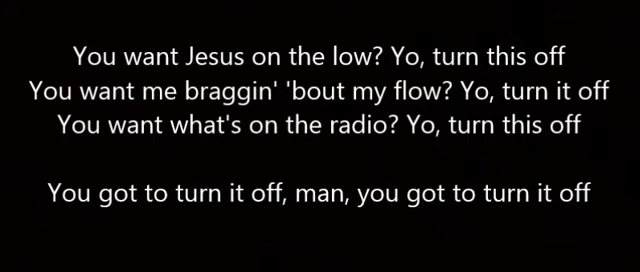 You want Jesus on the low? Yo, turn this off
You want me braggin' 'bout my flow? Yo, turn it off
You want what's on the radio? Yo, turn this off
You got to turn it off, man, you got to turn it off